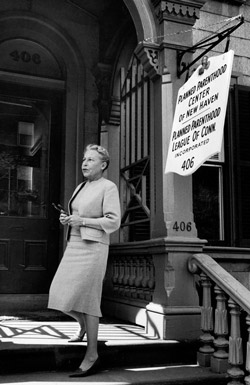 406
PLANNED PARENTHOOD
CENTER
OF NEW HAVEN
PLANNED PARENTHOOD
LEAGUE OF CONN.
INCORPORATED
406
406